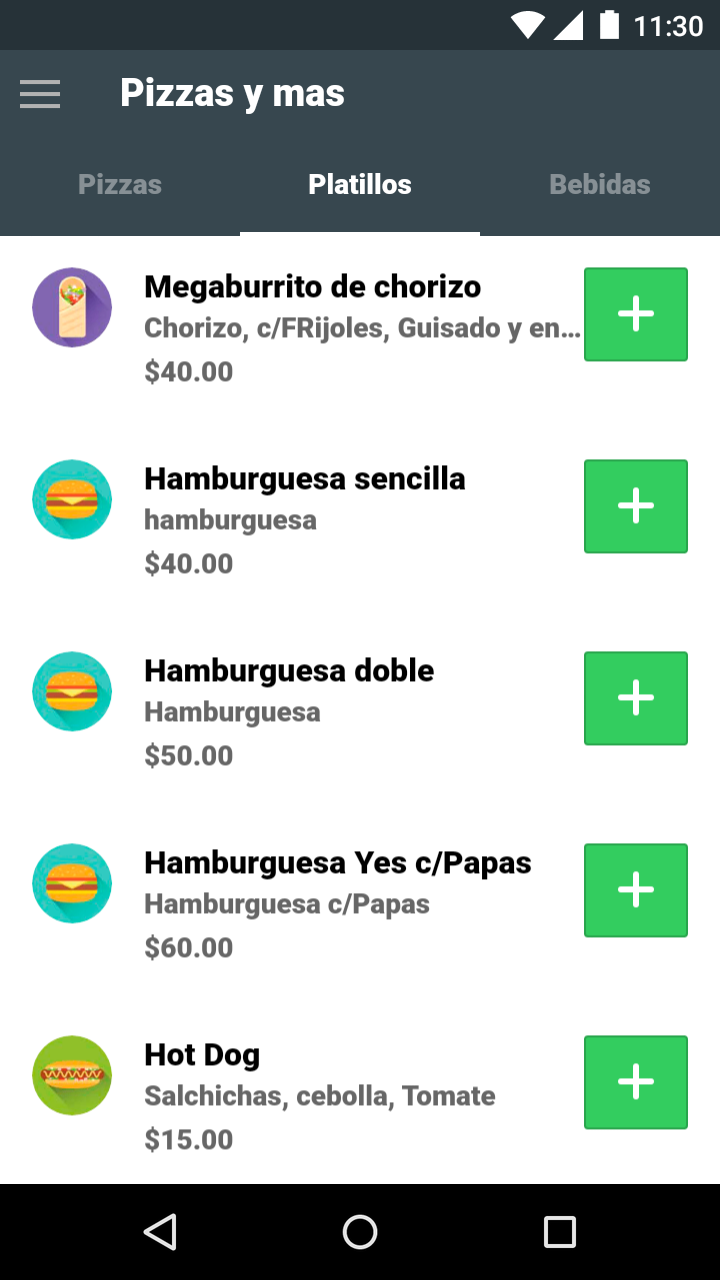 11:30
Pizzas y mas
Pizzas Platillos Bebidas
Megaburrito de chorizo
Chorizo, c/FRijoles, Guisado y en...
$40.00
Hamburguesa sencilla
hamburguesa
$40.00
Hamburguesa doble
Hamburguesa
$50.00
Hamburguesa Yes c/Papas
Hamburguesa c/Papas
$60.00
Hot Dog
Salchichas, cebolla, Tomate
$15.00